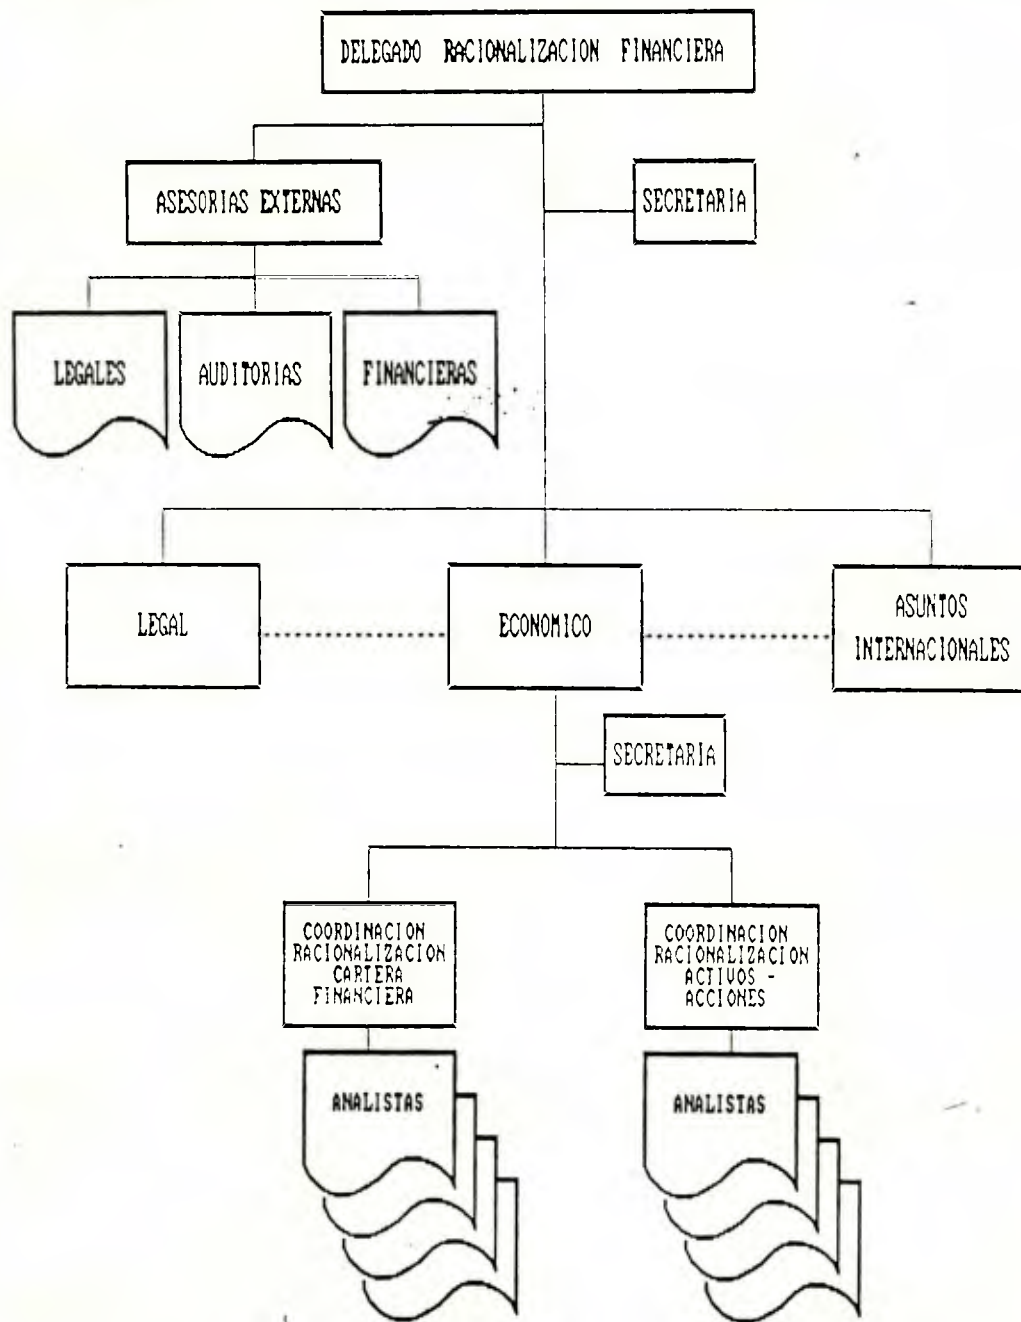 DELEGADO RACIONALIZACION FINANCIERA
ASESORIAS EXTERNAS
SECRETARIA
LEGALES
AUDITORIAS
FINANCIERAS
LEGAL
ECONOMICO
ASUNTOS
INTERNACIONALES
SECRETARIA
COORDINACION
RACIONALIZACION
CARTERA
FINANCIERA
COORDINACION
RACIONALIZACION
ACTIVOS -
ACCIONES
ANALISTAS
ANALISTAS